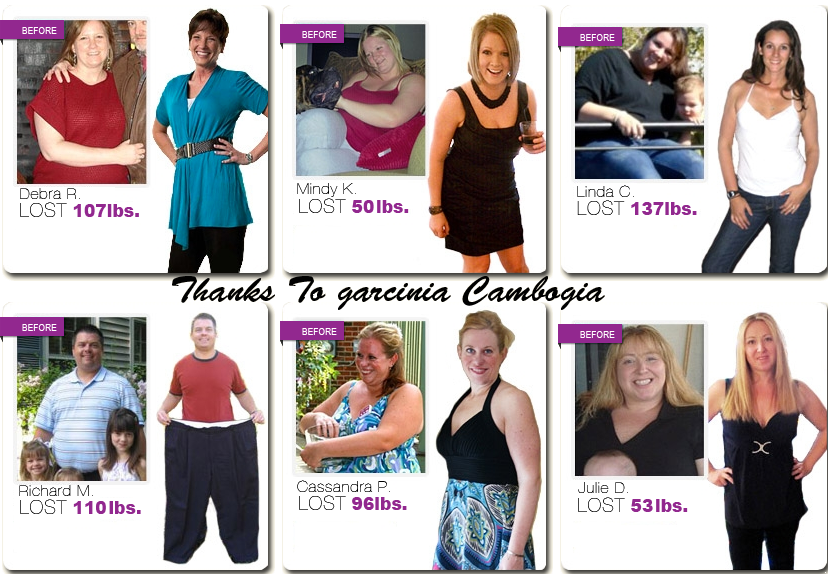 BEFORE
Debra R.
LOST 107lbs.
BEFORE
Mindy K.
LOST 50lbs.
BEFORE
Linda C.
LOST 137lbs.
Thanks To garcinia Cambogia
BEFORE
Richard M.
LOST 110lbs.
BEFORE
Cassandra P.
LOST 96lbs.
BEFORE
Julie D.
LOST 53lbs.